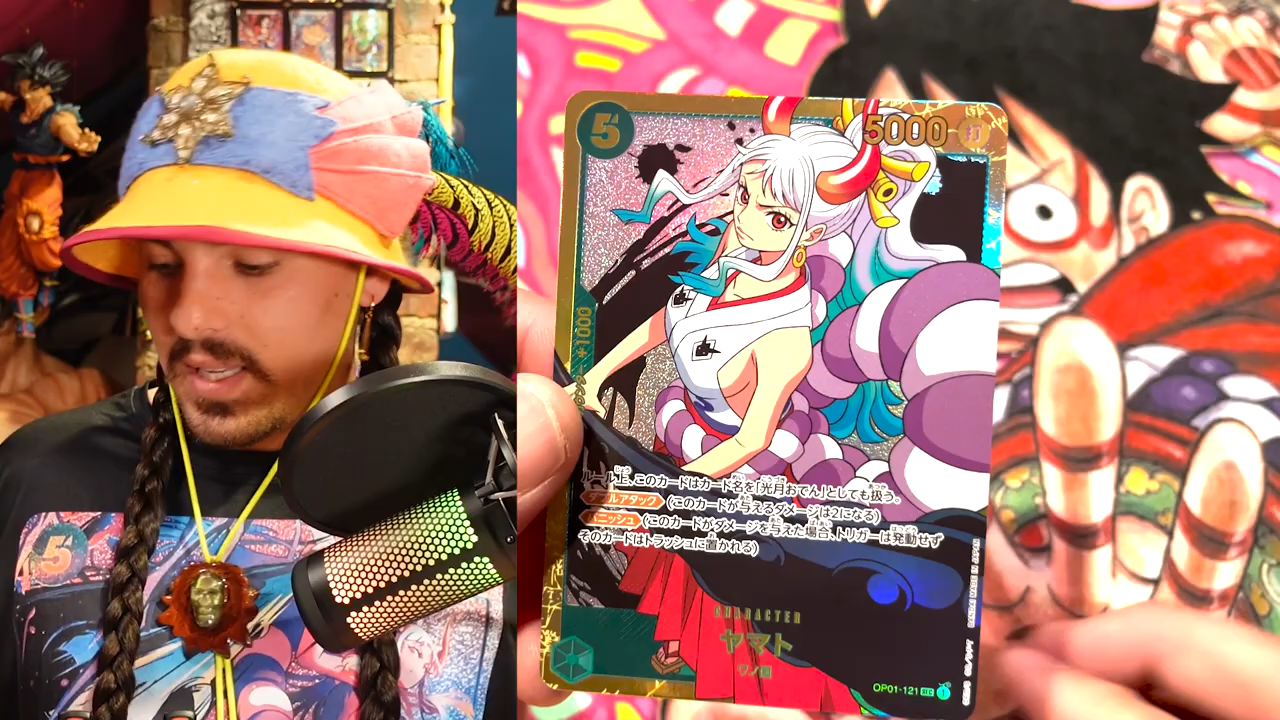 5
5000
打
+1000
ルール上、このカードはカード名を「光月おでん」としても扱う。
ダブルアタック (このカードが与えるダメージは2になる)
バニッシュ (このカードがダメージを与えた場合、トリガーは発動せず
そのカードはトラッシュに置かれる)
CHARACTER
ヤマト
ワノ国
OP01-121 SEC 1
5